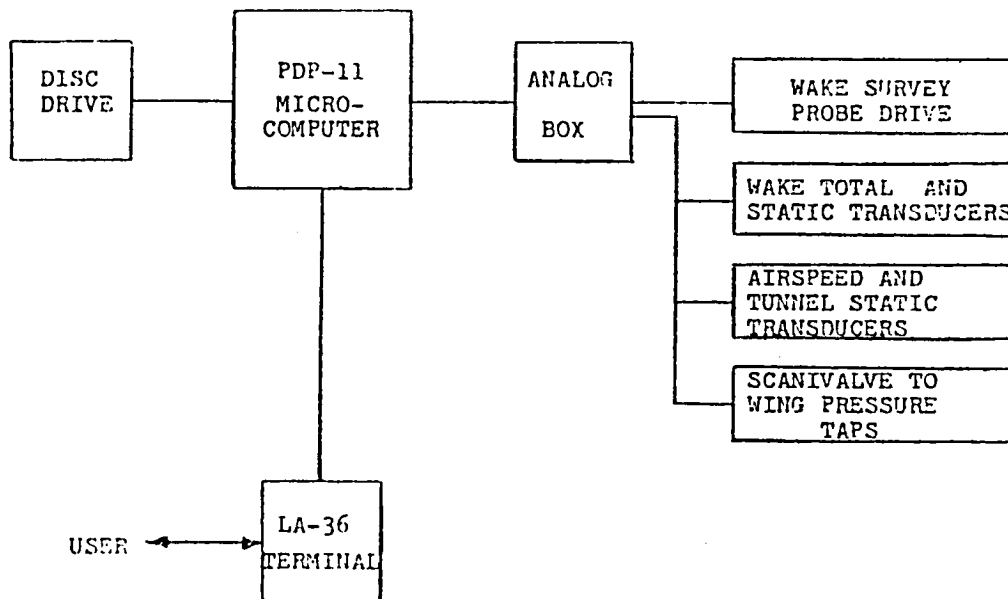 DISC
DRIVE
PDP-11
MICRO-
COMPUTER
ANALOG
BOX
WAKE SURVEY
PROBE DRIVE
WAKE TOTAL AND
STATIC TRANSDUCERS
AIRSPEED AND
TUNNEL STATIC
TRANSDUCERS
SCANIVALVE TO
WING PRESSURE
TAPS
USER
LA-36
TERMINAL